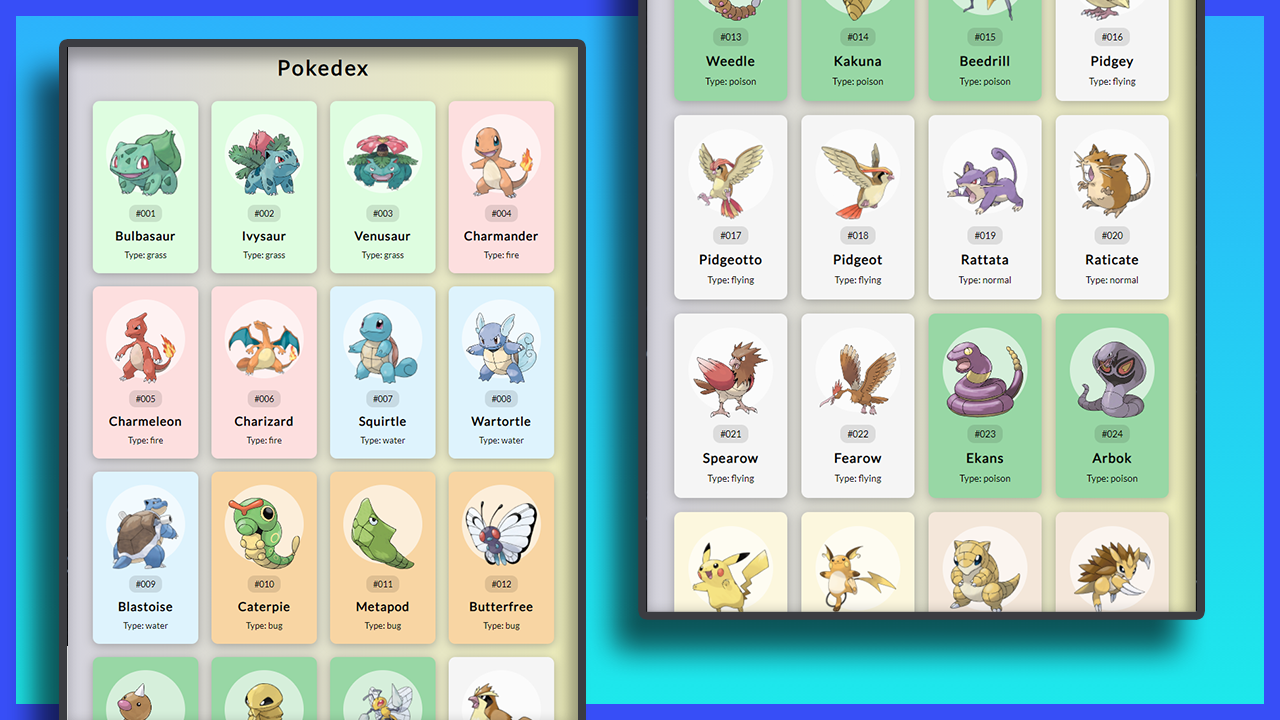 Pokedex
#001 #002 #003 #004
Bulbasaur Ivysaur Venusaur Charmander
Type: grass Type: grass Type: grass Type: fire
#005 #006 #007 #008
Charmeleon Charizard Squirtle Wartortle
Type: fire Type: fire Type: water Type: water
#009 #010 #011 #012
Blastoise Caterpie Metapod Butterfree
Type: water Type: bug Type: bug Type: bug
#013 #014 #015 #016
Weedle Kakuna Beedrill Pidgey
Type: poison Type: poison Type: poison Type: flying
#017 #018 #019 #020
Pidgeotto Pidgeot Rattata Raticate
Type: flying Type: flying Type: normal Type: normal
#021 #022 #023 #024
Spearow Fearow Ekans Arbok
Type: flying Type: flying Type: poison Type: poison